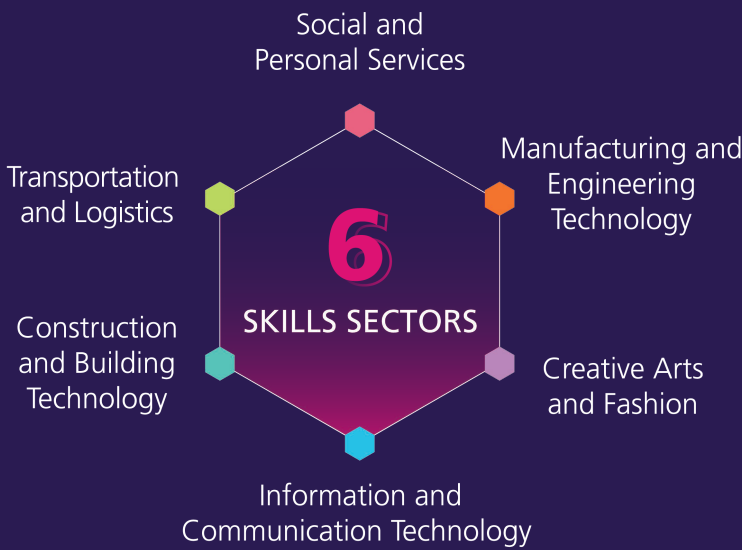 Social and
Personal Services
Manufacturing and
Engineering
Technology
Transportation
and Logistics
6
SKILLS SECTORS
Construction
and Building
Technology
Creative Arts
and Fashion
Information and
Communication Technology